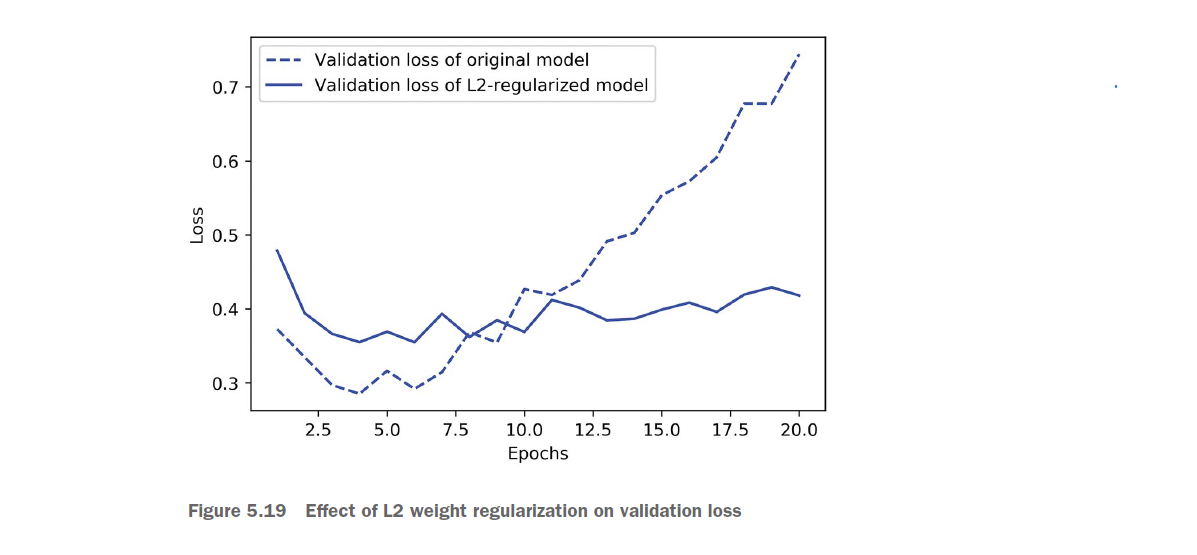 Validation loss of original model
Validation loss of L2-regularized model
0.7
0.6
0.5
0.4
0.3
Loss
2.5 5.0 7.5 10.0 12.5 15.0 17.5 20.0
Epochs
Figure 5.19 Effect of L2 weight regularization on validation loss